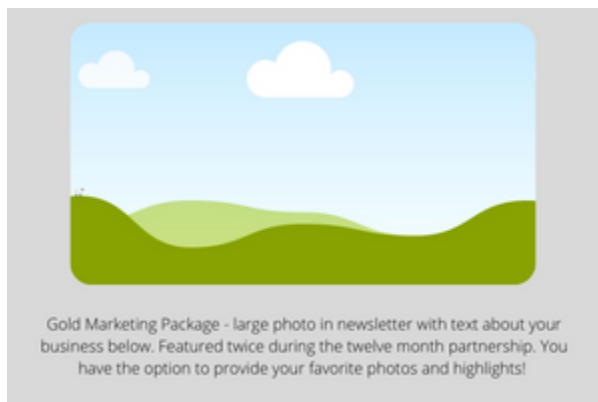 Gold Marketing Package - large photo in newsletter with text about your
business below. Featured twice during the twelve month partnership. You
have the option to provide your favorite photos and highlights!